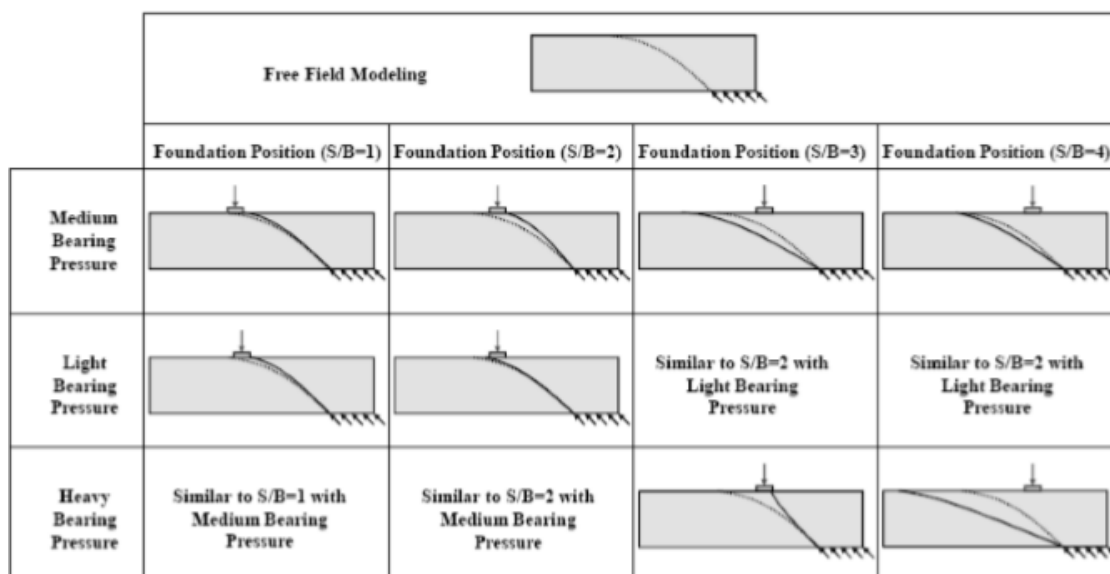 Free Field Modeling
Foundation Position (S/B=1)
Foundation Position (S/B=2)
Foundation Position (S/B=3)
Foundation Position (S/B=4)
Medium
Bearing
Pressure
Light
Bearing
Pressure
Similar to S/B=2 with
Light Bearing
Pressure
Similar to S/B=2 with
Light Bearing
Pressure
Heavy
Bearing
Pressure
Similar to S/B=1 with
Medium Bearing
Pressure
Similar to S/B=2 with
Medium Bearing
Pressure